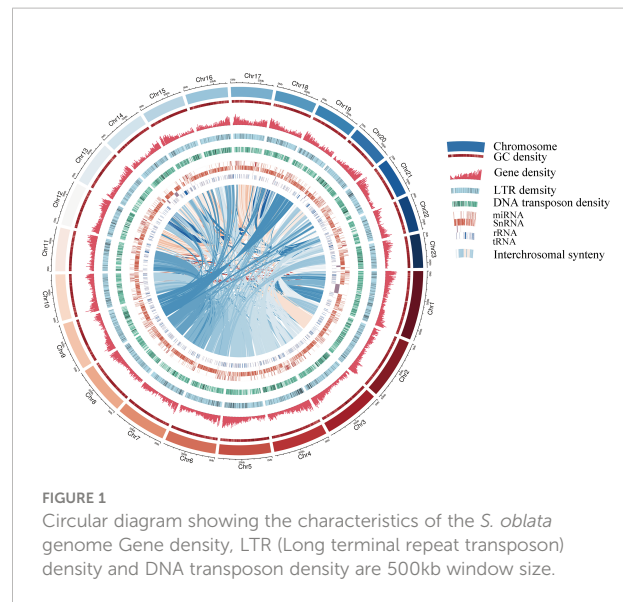 Chr1
Chr2
Chr3
Chr4
Chr5
Chr6
Chr7
Chr8
Chr9
Chr10
Chr11
Chr12
Chr13
Chr14
Chr15
Chr16
Chr17
Chr18
Chr19
Chr20
Chr21
Chr22
Chr23
Chromosome
GC density
Gene density
LTR demsity
DNA transposon density
miRNA
SnRNA
rRNA
tRNA
Interchrosomal synteny
FIGURE 1
Circular diagram showing the characteristics of the S. oblata
genome Gene density, LTR (Long terminal repeat transposon)
density and DNA transposon density are 500kb window size.